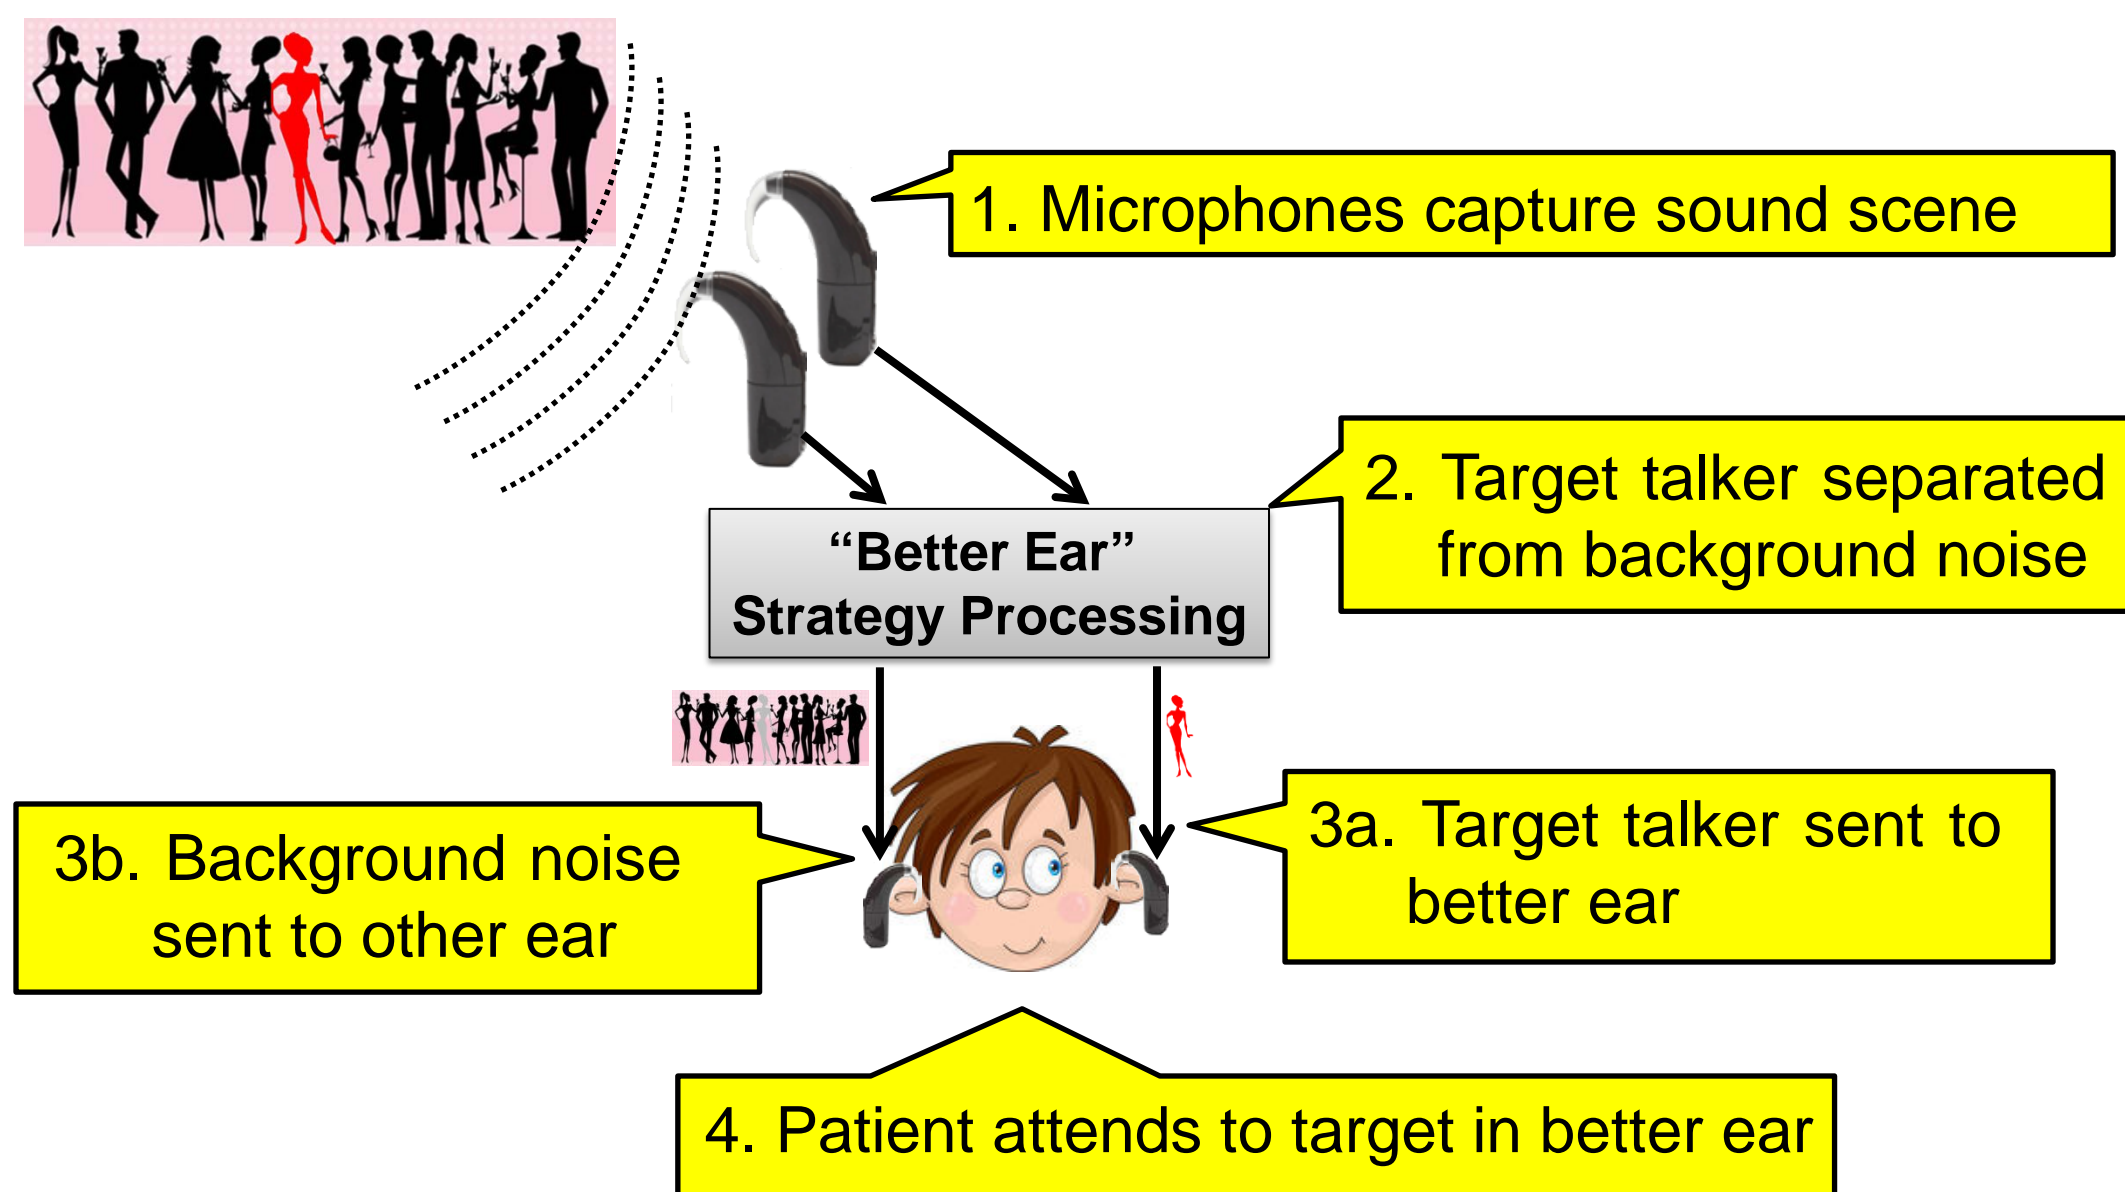 1. Microphones capture sound scene
2. Target talker separated
from background noise
“Better Ear”
Strategy Processing
3a. Target talker sent to
better ear
3b. Background noise
sent to other ear
4. Patient attends to target in better ear